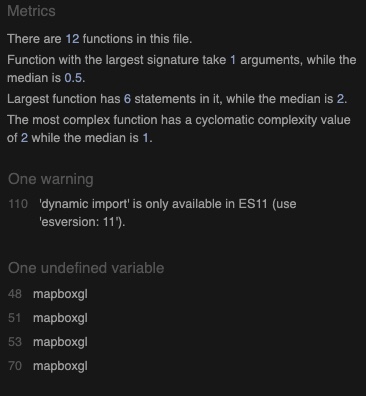 Metrics
There are 12 functions in this file.
Function with the largest signature take 1 arguments, while the
median is 0.5.
Largest function has 6 statements in it, while the median is 2.
The most complex function has a cyclomatic complexity value
of 2 while the median is 1.
One warning
110 'dynamic import' is only available in ES11 (use
'esversion: 11').
One undefined variable
48 mapboxgl
51 mapboxgl
53 mapboxgl
70 mapboxgl